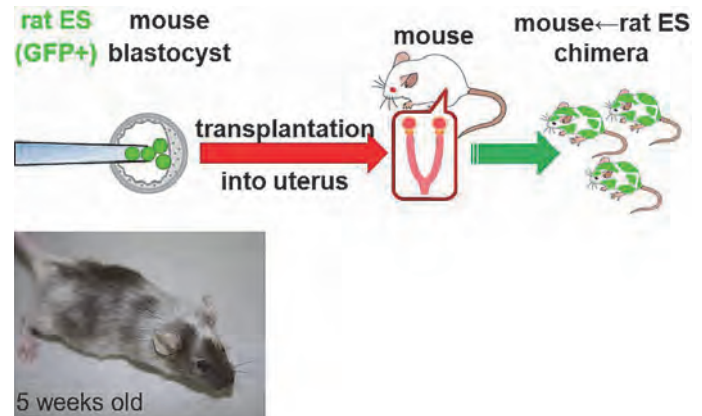 rat ES
(GFP+)
mouse
blastocyst
transplantation
into uterus
mouse
mouse←rat ES
chimera
5 weeks old